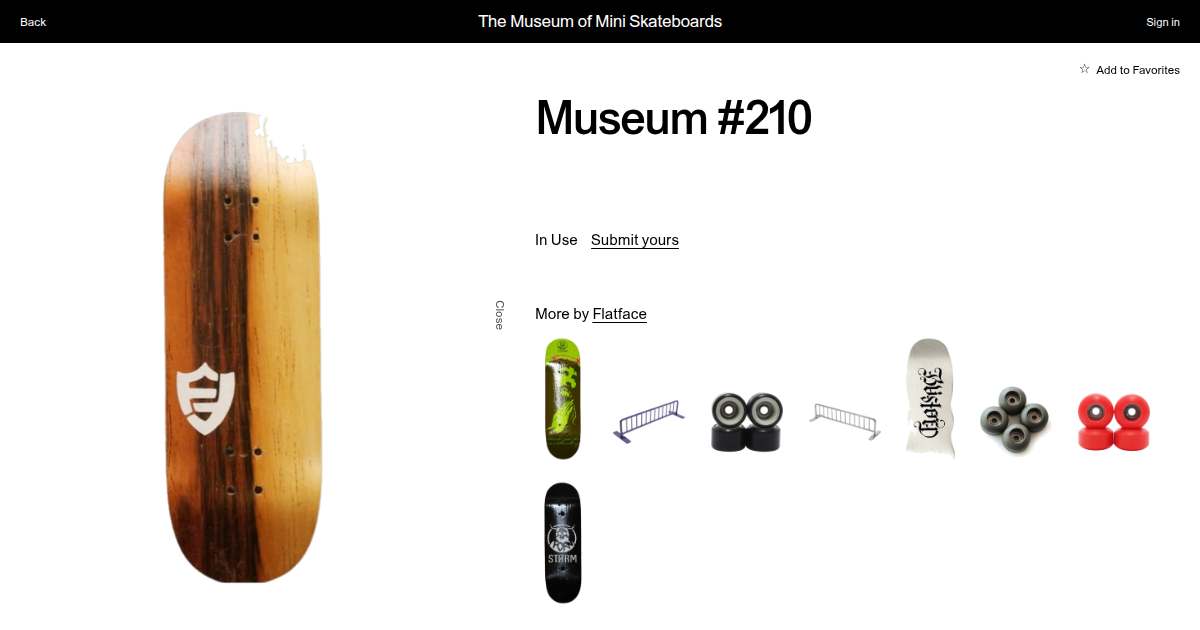 Back
The Museum of Mini Skateboards
Sign in
☆ Add to Favorites
Museum #210
In Use Submit yours
Close
More by Flatface
STORM